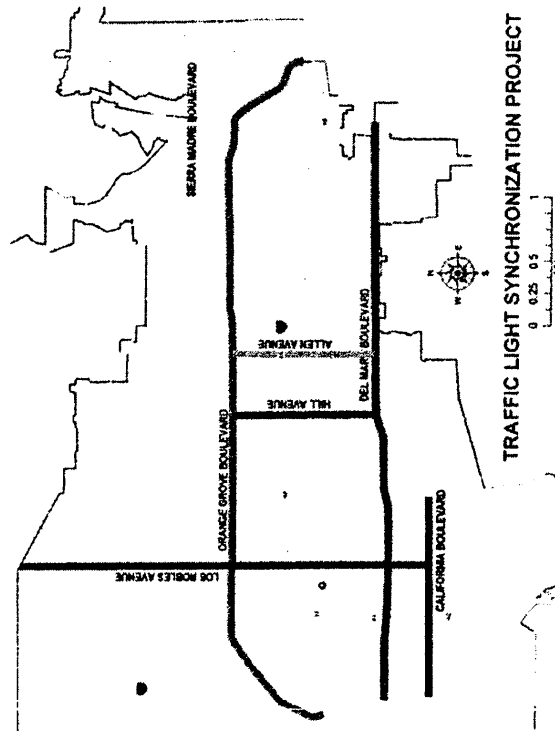 SIERRA MADRE BOULEVARD
ORANGE GROVE BOULEVARD
ALLEN AVENUE
HILL AVENUE
DEL MAR BOULEVARD
LOS ROBLES AVENUE
CALIFORNIA BOULEVARD
N
W E
S
0 0.25 0.5 1
TRAFFIC LIGHT SYNCHRONIZATION PROJECT